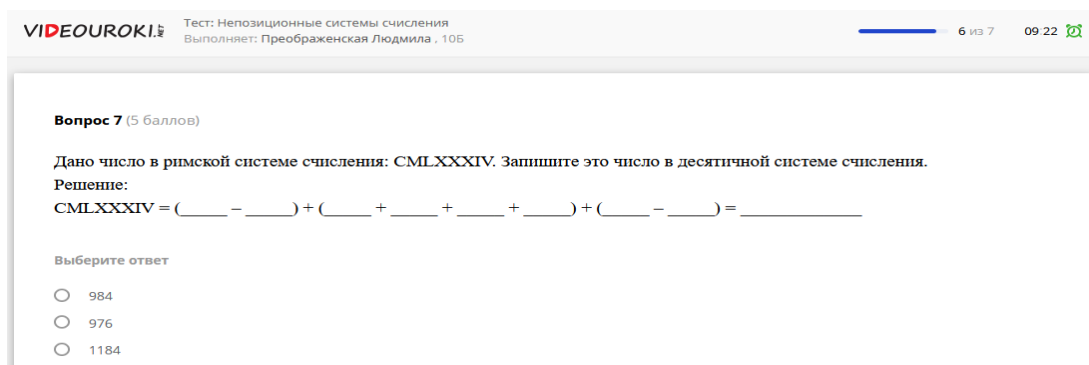 VIDEOUROKI.NET
Тест: Непозиционные системы счисления
Выполняет: Преображенская Людмила , 10Б
6 из 7
09:22
Вопрос 7 (5 баллов)
Дано число в римской системе счисления: CMLXXXIV. Запишите это число в десятичной системе счисления.
Решение:
CMLXXXIV = (_____ – _____) + (_____ + _____ + _____ + _____) + (_____ – _____) = _____________
Выберите ответ
984
976
1184